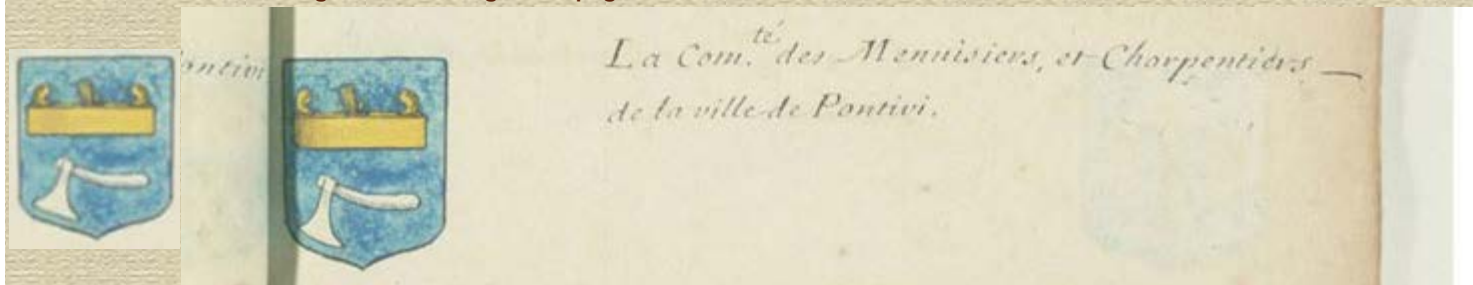 ontivi
La Com.té des Menuisiers, et Charpentiers
de la ville de Pontivi.